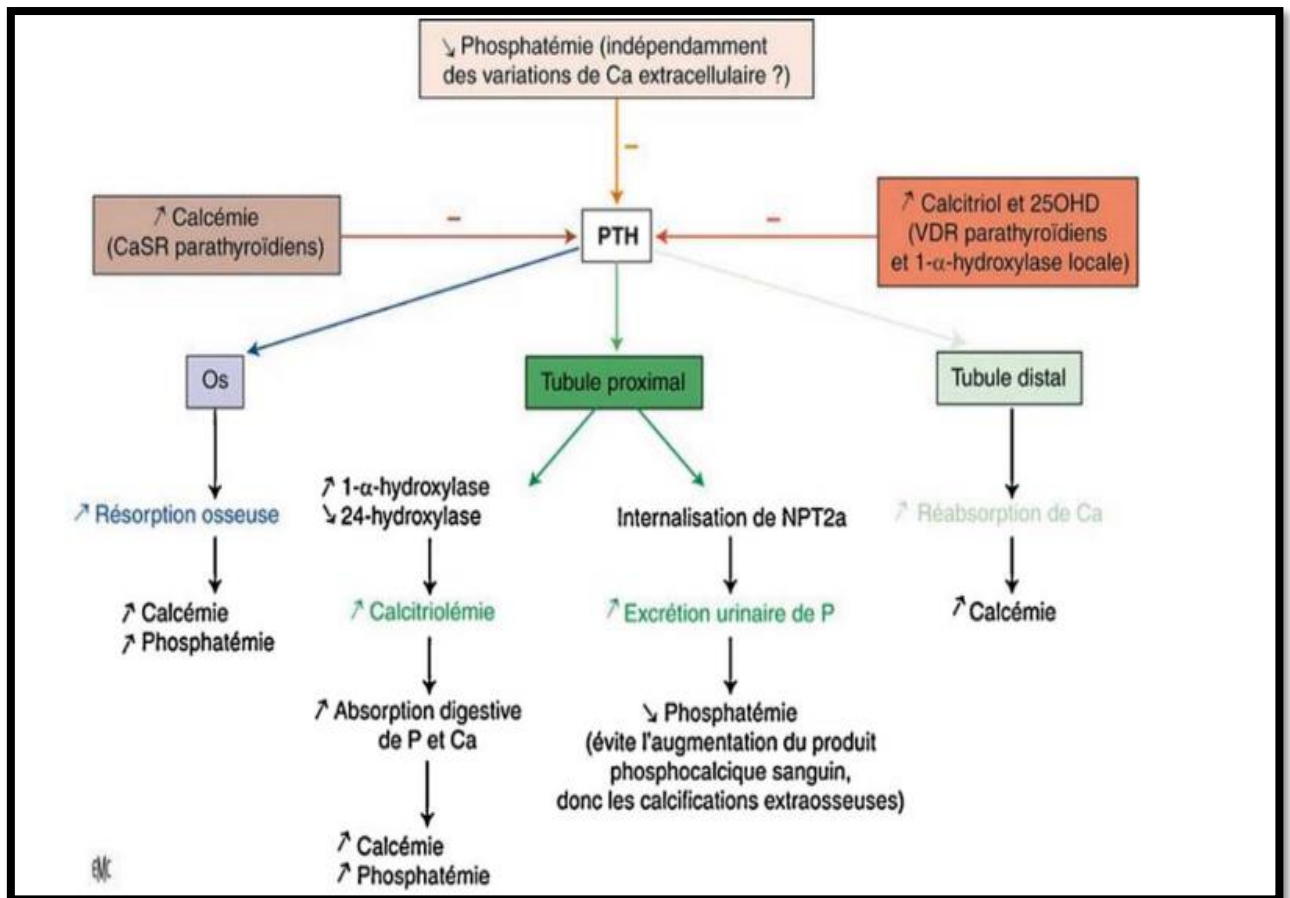 ↘ Phosphatémie (indépendamment
des variations de Ca extracellulaire ?)
–
↗ Calcémie
(CaSR parathyroïdiens)
–
PTH
–
↗ Calcitriol et 25OHD
(VDR parathyroïdiens
et 1-α-hydroxylase locale)
Os
Tubule proximal
Tubule distal
↗ Résorption osseuse
↗ Calcémie
↗ Phosphatémie
↗ 1-α-hydroxylase
↘ 24-hydroxylase
↗ Calcitriolémie
↗ Absorption digestive
de P et Ca
↗ Calcémie
↗ Phosphatémie
Internalisation de NPT2a
↗ Excrétion urinaire de P
↘ Phosphatémie
(évite l'augmentation du produit
phosphocalcique sanguin,
donc les calcifications extraosseuses)
↗ Réabsorption de Ca
↗ Calcémie
EMC